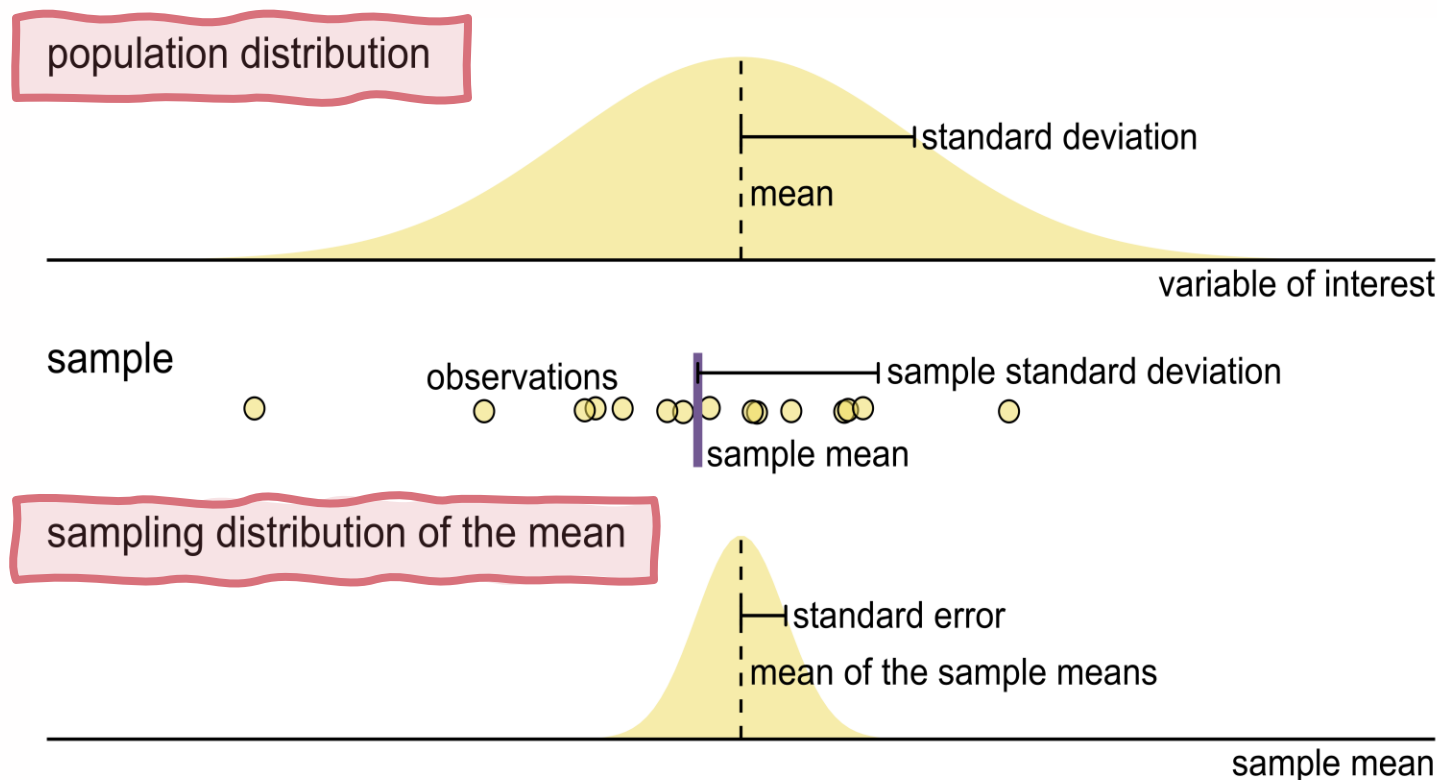 population distribution
standard deviation
mean
variable of interest
sample
observations
sample standard deviation
sample mean
sampling distribution of the mean
standard error
mean of the sample means
sample mean